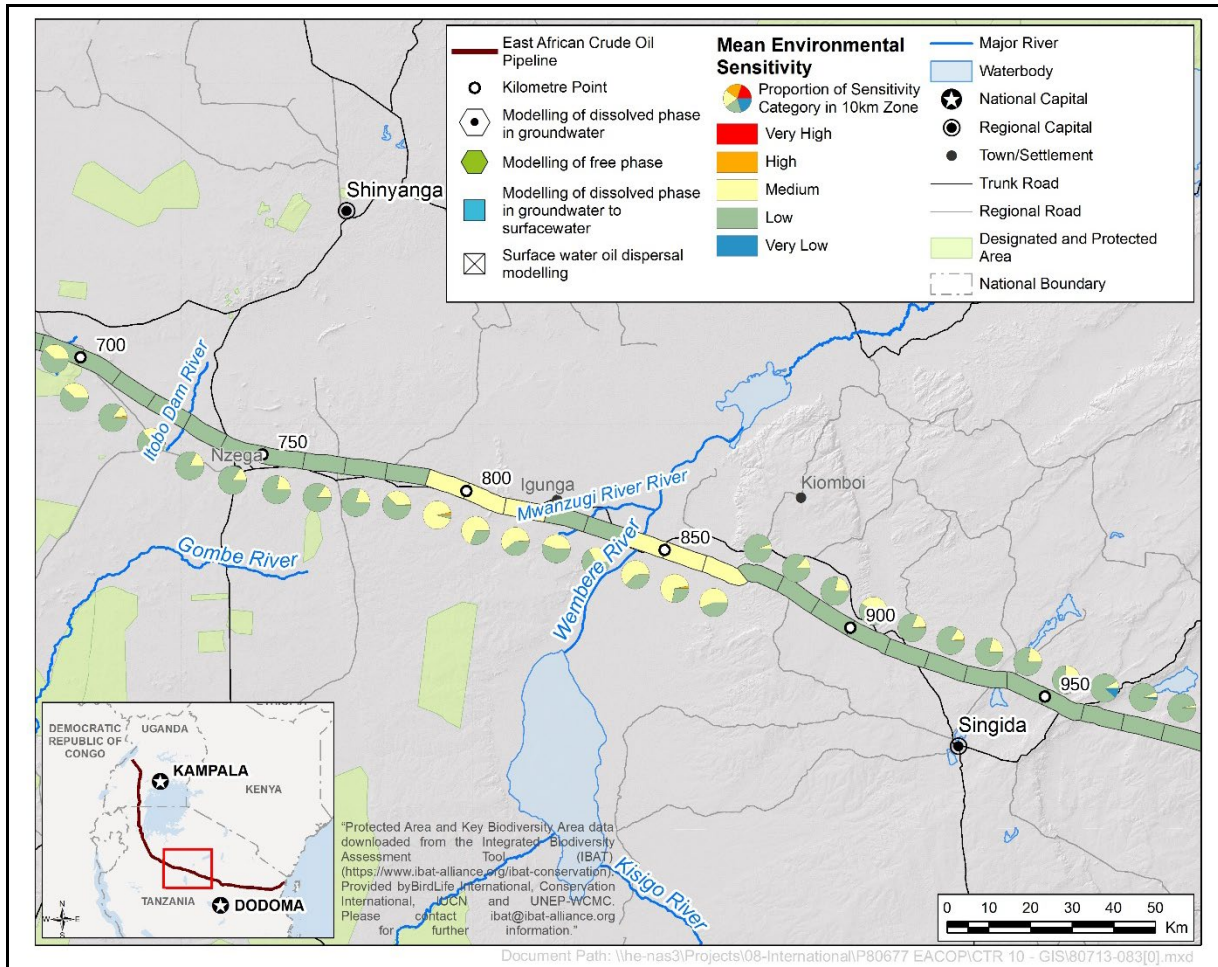 East African Crude Oil
Pipeline
Kilometre Point
Modelling of dissolved phase
in groundwater
Modelling of free phase
Modelling of dissolved phase
in groundwater to
surfacewater
Surface water oil dispersal
modelling
Mean Environmental
Sensitivity
Proportion of Sensitivity
Category in 10km Zone
Very High
High
Medium
Low
Very Low
Major River
Waterbody
National Capital
Regional Capital
Town/Settlement
Trunk Road
Regional Road
Designated and Protected
Area
National Boundary
Shinyanga
700
Itobo Dam River
750
Nzega
800
Igunga
Mwanzugi River River
Kiomboi
850
Gombe River
Wembere River
900
950
Singida
Kisigo River
DEMOCRATIC
REPUBLIC OF
CONGO
UGANDA
KAMPALA
KENYA
TANZANIA
DODOMA
N
W
E
S
"Protected Area and Key Biodiversity Area data
downloaded from the Integrated Biodiversity
Assessment Tool (IBAT)
(https://www.ibat-alliance.org/ibat-conservation).
Provided byBirdLife International, Conservation
International, IUCN and UNEP-WCMC.
Please contact ibat@ibat-alliance.org
for further information."
0 10 20 30 40 50
Km
Document Path: \\he-nas3\Projects\08-International\P80677 EACOP\CTR 10 - GIS\80713-083[0].mxd